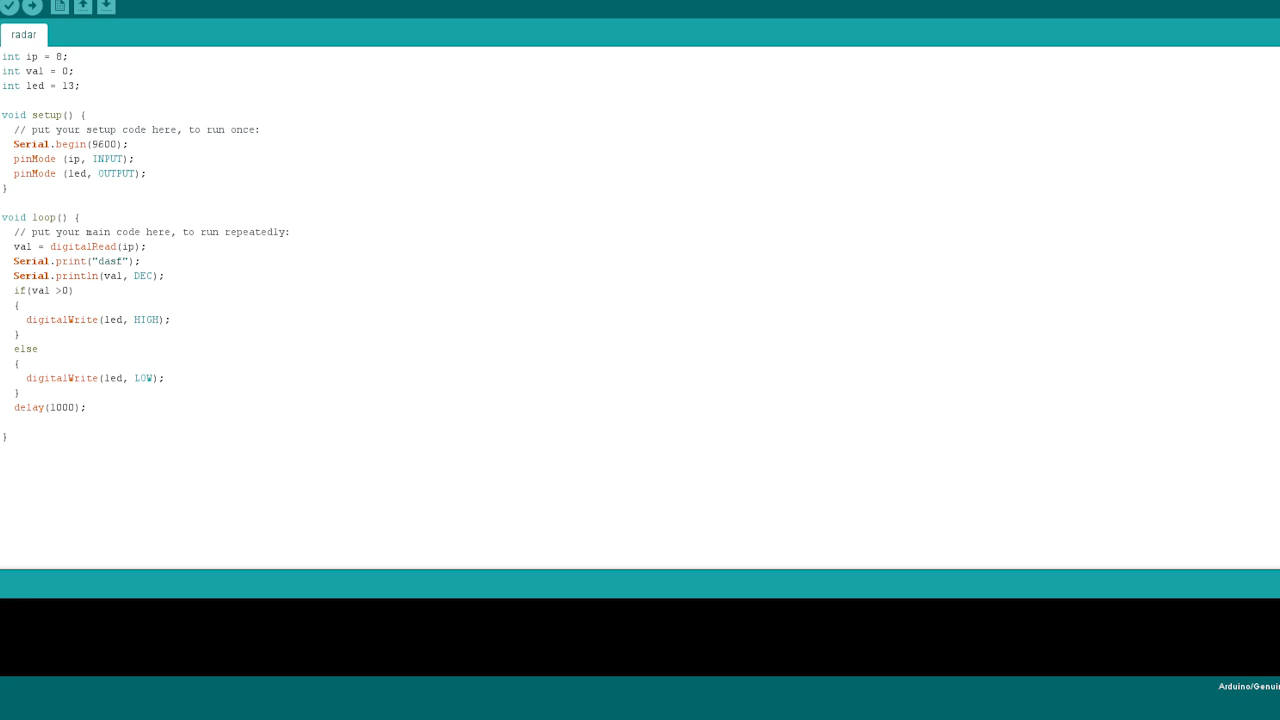 radar
int ip = 8;
int val = 0;
int led = 13;
void setup() {
  // put your setup code here, to run once:
  Serial.begin(9600);
  pinMode (ip, INPUT);
  pinMode (led, OUTPUT);
}
void loop() {
  // put your main code here, to run repeatedly:
  val = digitalRead(ip);
  Serial.print("dasf");
  Serial.println(val, DEC);
  if(val >0)
  {
    digitalWrite(led, HIGH);
  }
  else
  {
    digitalWrite(led, LOW);
  }
  delay(1000);
}
Arduino/Genui